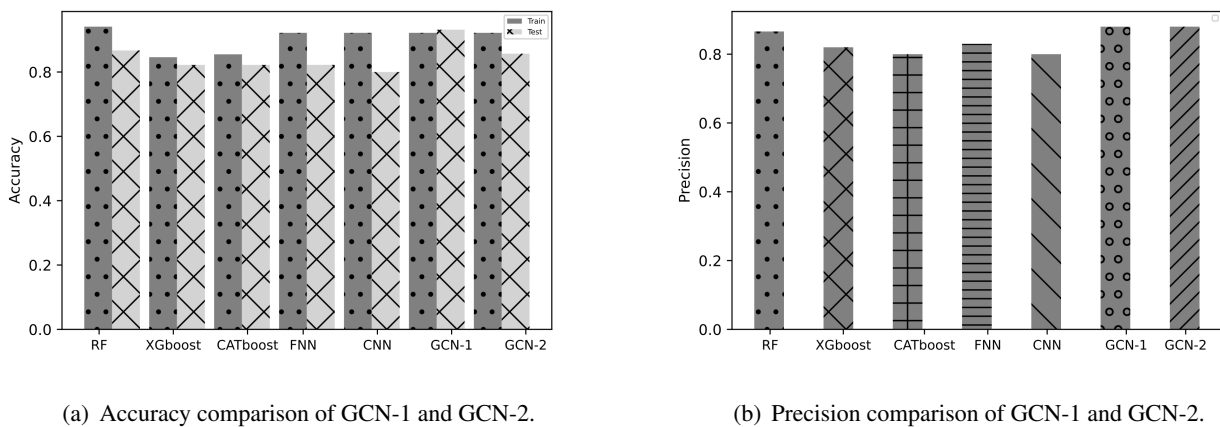 Train
Test
0.8
0.6
0.4
0.2
0.0
Accuracy
RF XGboost CATboost FNN CNN GCN-1 GCN-2
(a) Accuracy comparison of GCN-1 and GCN-2.
0.8
0.6
0.4
0.2
0.0
Precision
RF XGboost CATboost FNN CNN GCN-1 GCN-2
(b) Precision comparison of GCN-1 and GCN-2.